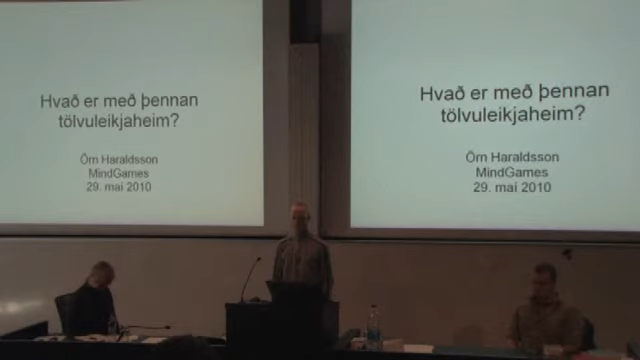 Hvað er með þennan
tölvuleikjaheim?
Örn Haraldsson
MindGames
29. maí 2010
Hvað er með þennan
tölvuleikjaheim?
Örn Haraldsson
MindGames
29. maí 2010